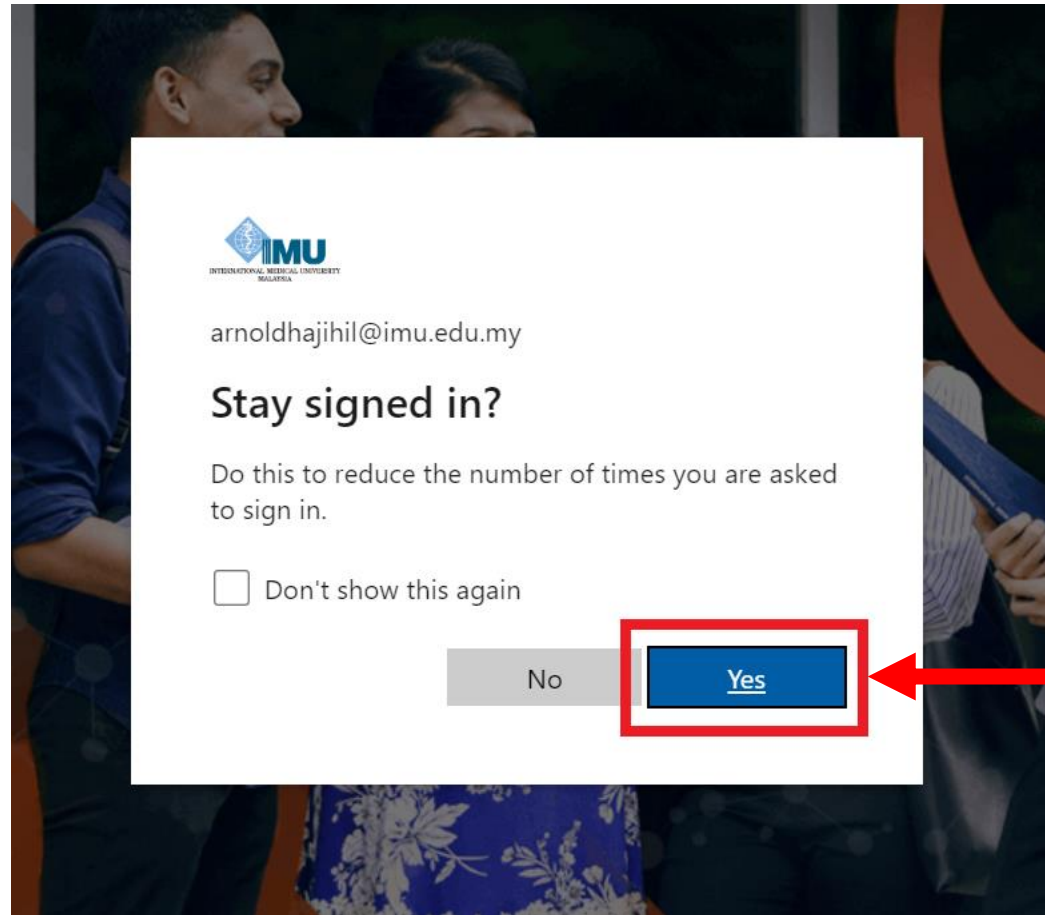 IMU
INTERNATIONAL MEDICAL UNIVERSITY
MALAYSIA
arnoldhajihil@imu.edu.my
Stay signed in?
Do this to reduce the number of times you are asked
to sign in.
Don't show this again
No
Yes